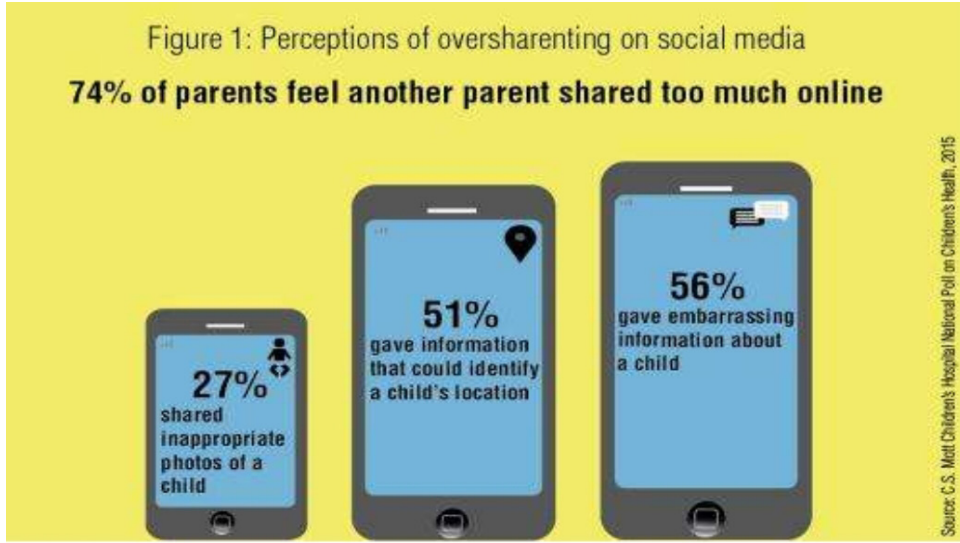 Figure 1: Perceptions of oversharenting on social media
74% of parents feel another parent shared too much online
27%
shared
inappropriate
photos of a
child
51%
gave information
that could identify
a child's location
56%
gave embarrassing
information about
a child
Source: C.S. Mott Children's Hospital National Poll on Children's Health, 2015